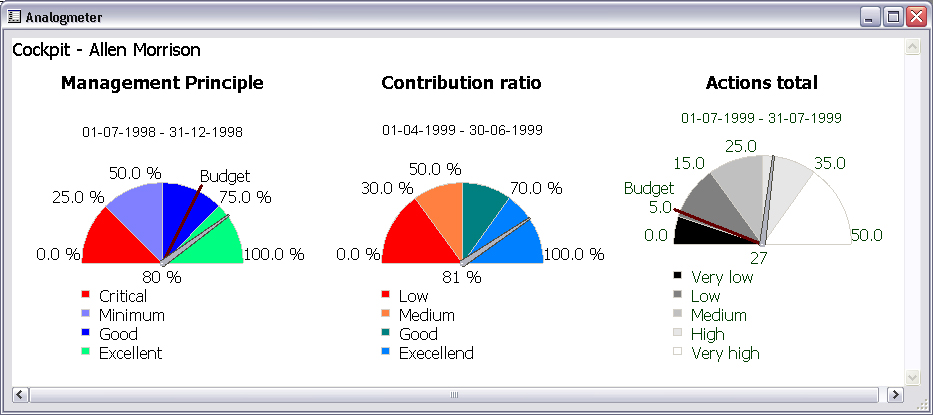 Analogmeter
Cockpit - Allen Morrison
Management Principle
01-07-1998 - 31-12-1998
50.0 %
Budget
25.0 %
75.0 %
0.0 %
100.0 %
80 %
Critical
Minimum
Good
Excellent
Contribution ratio
01-04-1999 - 30-06-1999
50.0 %
30.0 %
70.0 %
0.0 %
100.0 %
81 %
Low
Medium
Good
Execellend
Actions total
01-07-1999 - 31-07-1999
25.0
15.0
35.0
Budget
5.0
0.0
50.0
27
Very low
Low
Medium
High
Very high